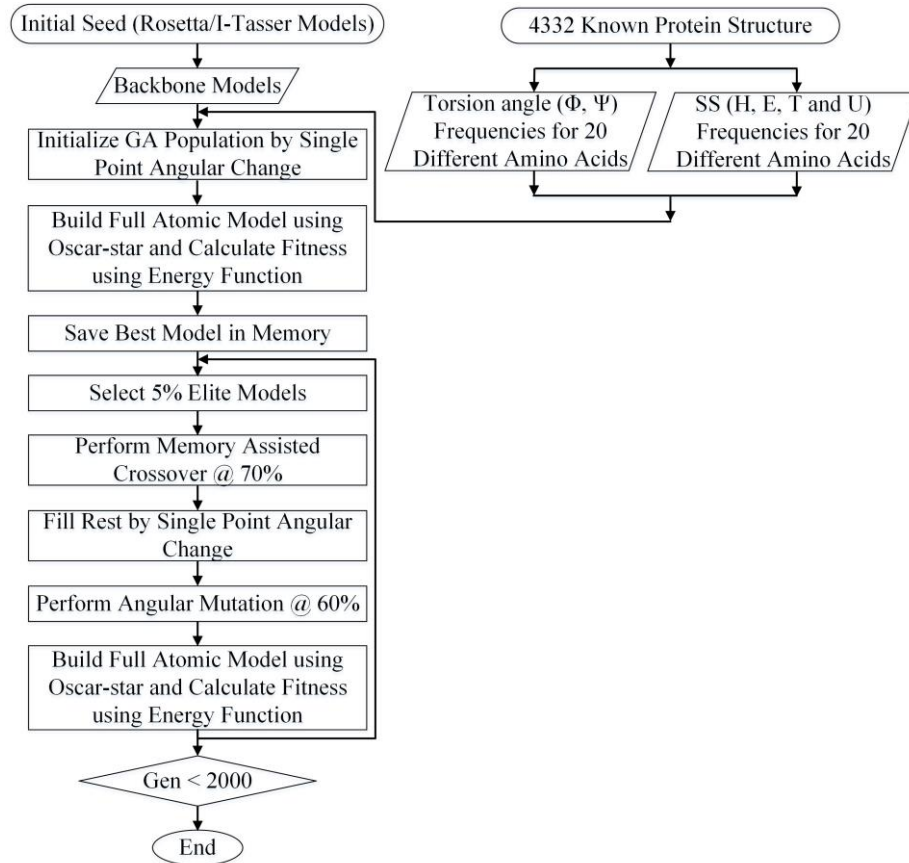 Initial Seed (Rosetta/I-Tasser Models)
Backbone Models
Initialize GA Population by Single
Point Angular Change
Build Full Atomic Model using
Oscar-star and Calculate Fitness
using Energy Function
Save Best Model in Memory
Select 5% Elite Models
Perform Memory Assisted
Crossover @ 70%
Fill Rest by Single Point Angular
Change
Perform Angular Mutation @ 60%
Build Full Atomic Model using
Oscar-star and Calculate Fitness
using Energy Function
Gen < 2000
End
4332 Known Protein Structure
Torsion angle (Φ, Ψ)
Frequencies for 20
Different Amino Acids
SS (H, E, T and U)
Frequencies for 20
Different Amino Acids